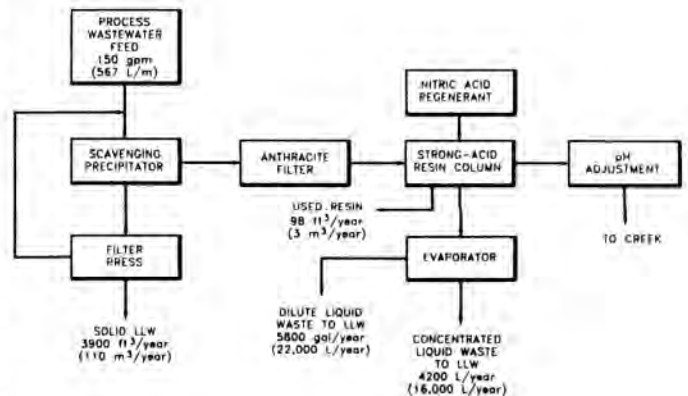 PROCESS
WASTEWATER
FEED
150 gpm
(567 L/m)
NITRIC ACID
REGENERANT
SCAVENGING
PRECIPITATOR
ANTHRACITE
FILTER
STRONG-ACID
RESIN COLUMN
pH
ADJUSTMENT
USED RESIN
98 ft³/year
(3 m³/year)
TO CREEK
FILTER
PRESS
EVAPORATOR
SOLID LLW
3900 ft³/year
(110 m³/year)
DILUTE LIQUID
WASTE TO LLW
5800 gal/year
(22,000 L/year)
CONCENTRATED
LIQUID WASTE
TO LLW
4200 L/year
(16,000 L/year)